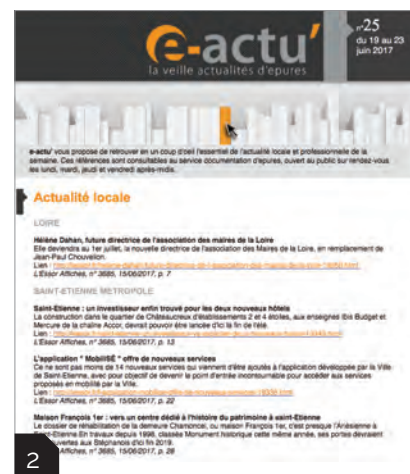 e-actu'
la veille actualités d'epures
n°25
du 19 au 23
juin 2017
e-actu' vous propose de retrouver en un coup d'oeil l'essentiel de l'actualité locale et professionnelle de la
semaine. Ces références sont consultables au service documentation d'epures, ouvert au public sur rendez-vous
les lundi, mardi, jeudi et vendredi après-midis.
Actualité locale
LOIRE
Hélène Dahan, future directrice de l'association des maires de la Loire
Elle deviendra au 1er juillet, la nouvelle directrice de l'association des Maires de la Loire, en remplacement de
Jean-Paul Chouvellon.
Lien :
L'Essor Affiches, n° 3685, 15/06/2017, p. 7
SAINT-ETIENNE METROPOLE
Saint-Etienne : un investisseur enfin trouvé pour les deux nouveaux hôtels
La construction dans le quartier de Châteaucreux d'établissements 2 et 4 étoiles, aux enseignes Ibis Budget et
Mercure de la chaîne Accor, devrait pouvoir être lancée d'ici la fin de l'été.
Lien :
L'Essor Affiches, n° 3685, 15/06/2017, p. 13
L'application " MobiliSÉ " offre de nouveaux services
Ce ne sont pas moins de 14 nouveaux services qui viennent d'être ajoutés à l'application développée par la Ville
de Saint-Etienne, avec pour objectif de devenir le point d'entrée incontournable pour accéder aux services
proposés en mobilité par la Ville.
Lien :
L'Essor Affiches, n° 3685, 15/06/2017, p. 22
Maison François 1er : vers un centre dédié à l'histoire du patrimoine à saint-Etienne
Le dossier de réhabilitation de la demeure Chamoncel, ou maison François 1er, c'est presque l'Arlésienne à
Saint-Etienne En travaux depuis 1998, classée Monument historique cette même année, ses portes devraient
ouvertes aux Stéphanois d'ici fin 2019.
n° 3685, 15/06/2017, p. 28
2